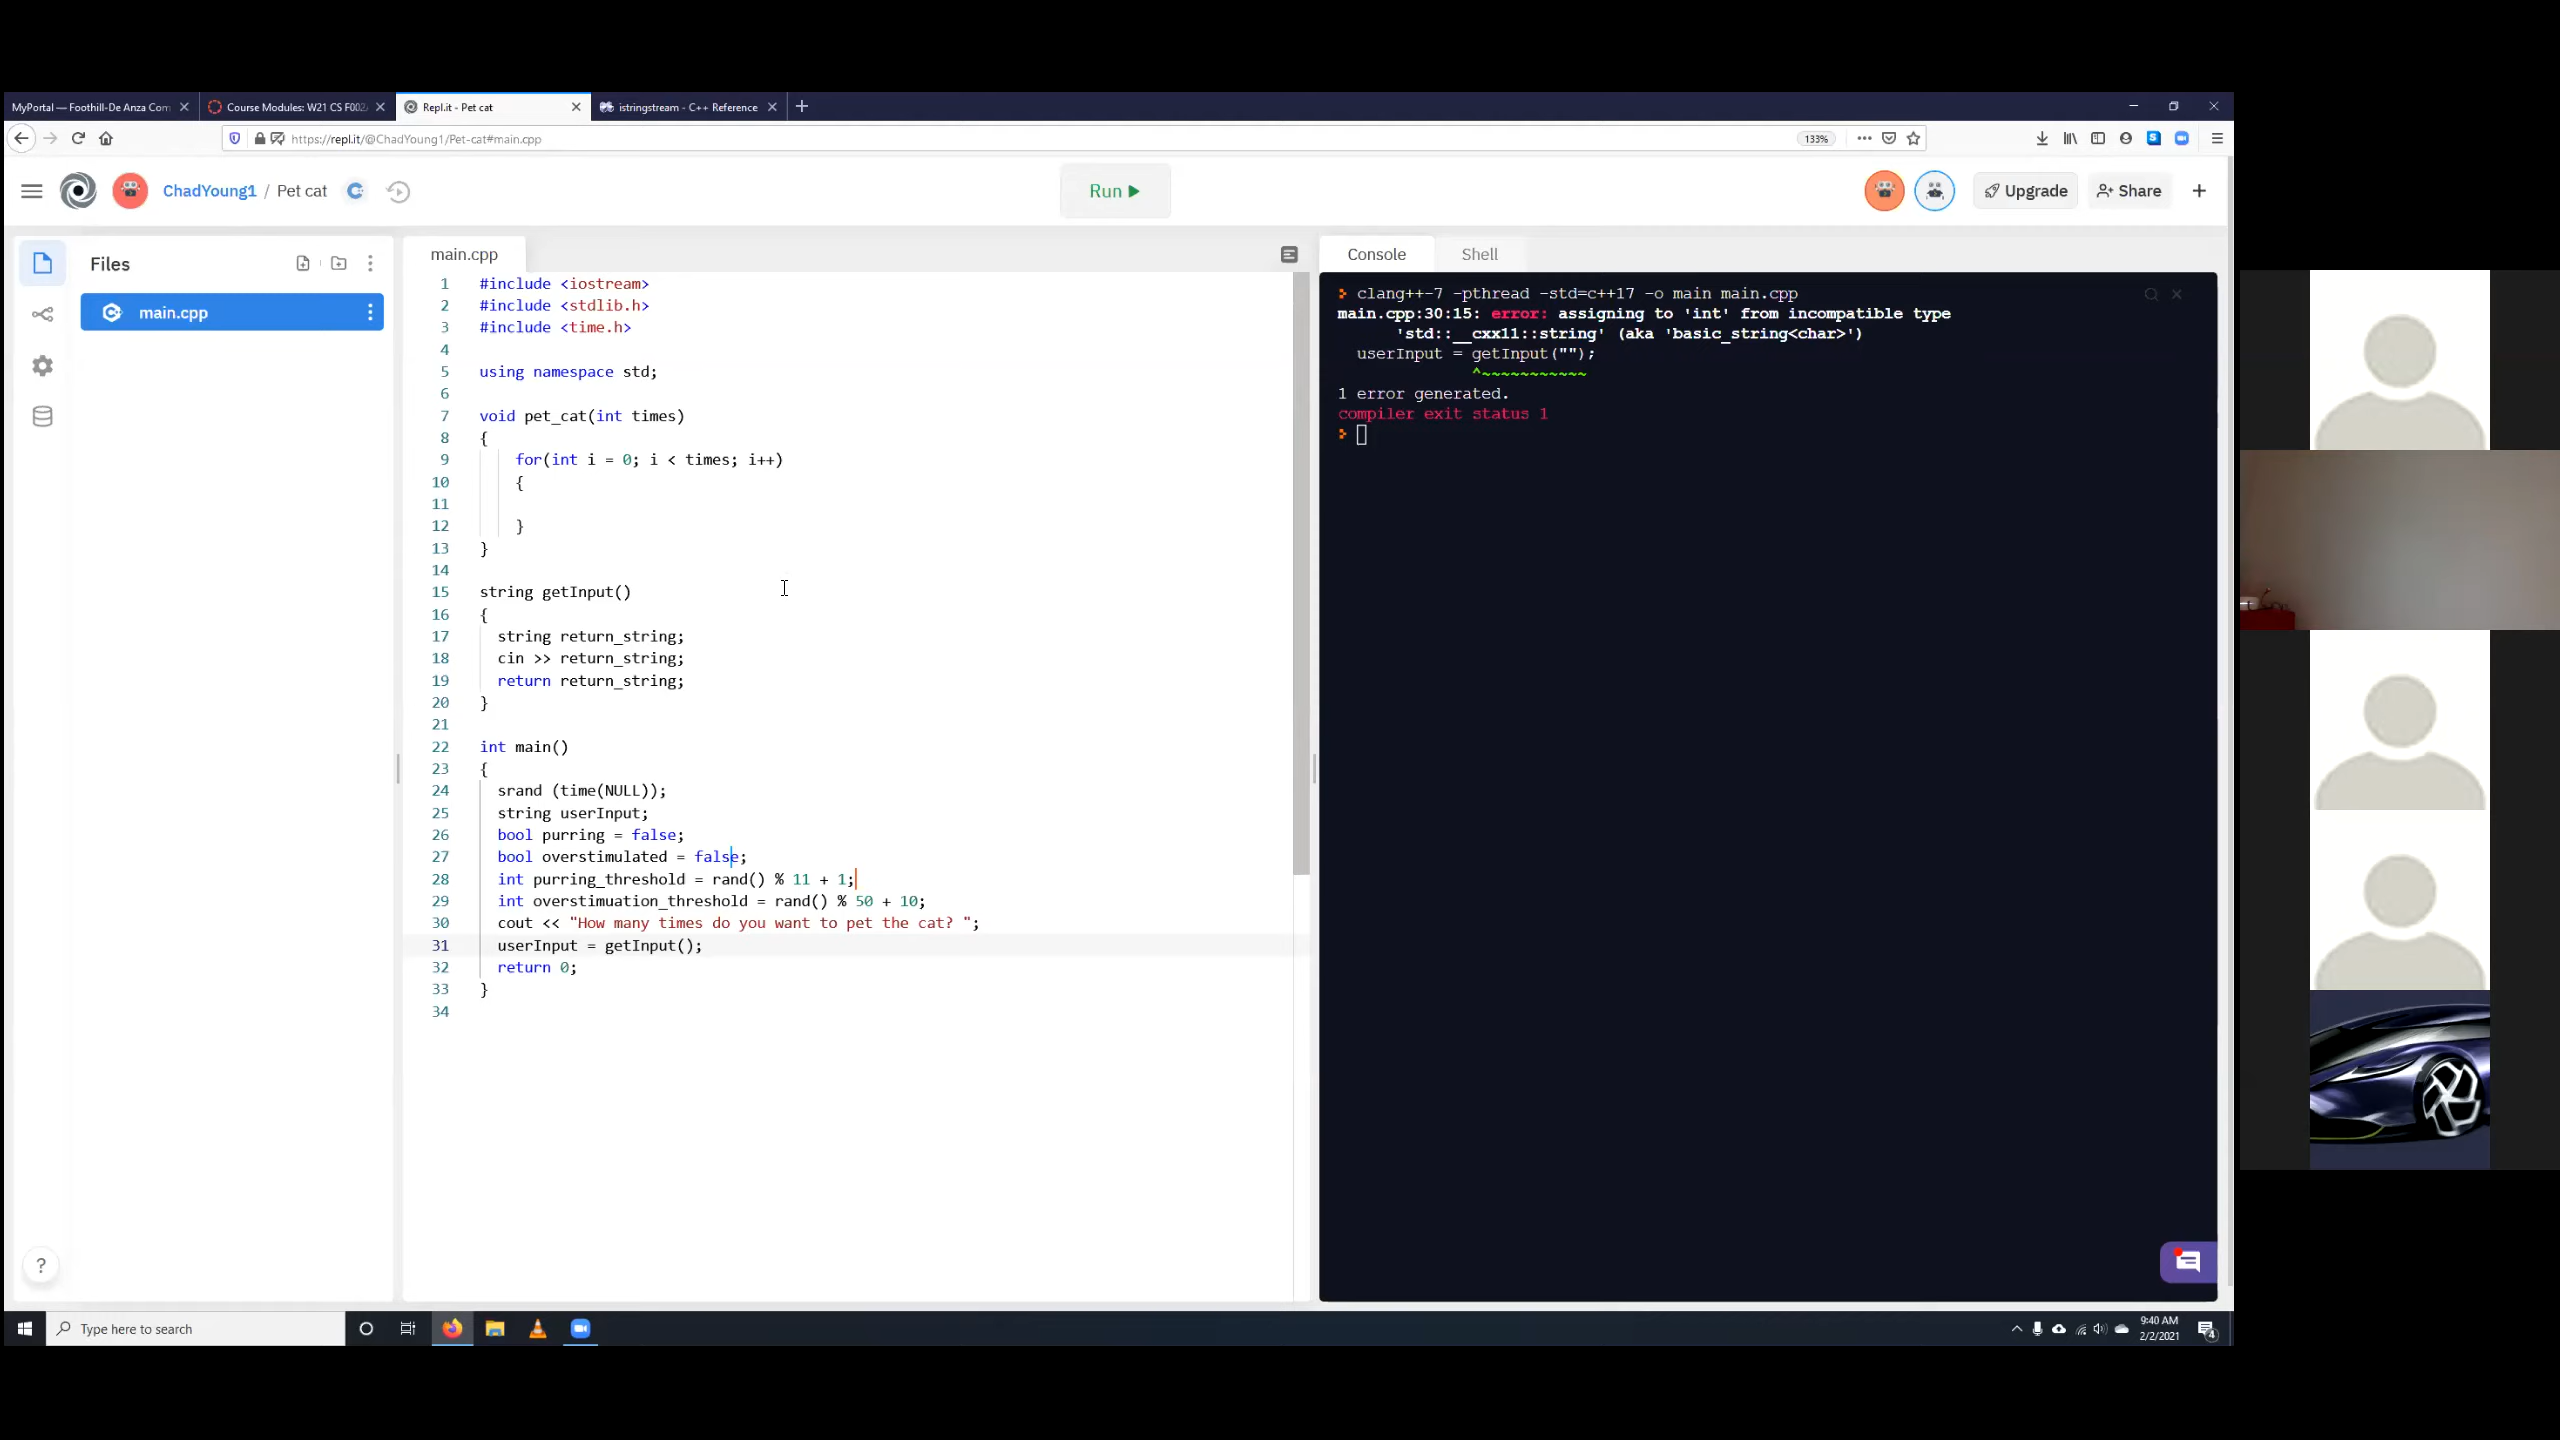 MyPortal — Foothill-De Anza Com
Course Modules: W21 CS F002
Repl.it - Pet cat
istringstream - C++ Reference
https://repl.it/@ChadYoung1/Pet-cat#main.cpp
133%
ChadYoung1 / Pet cat
Run
Upgrade
Share
Files
main.cpp
main.cpp
1 #include <iostream>
2 #include <stdlib.h>
3 #include <time.h>
4
5 using namespace std;
6
7 void pet_cat(int times)
8 {
9 for(int i = 0; i < times; i++)
10 {
11
12 }
13 }
14
15 string getInput()
16 {
17 string return_string;
18 cin >> return_string;
19 return return_string;
20 }
21
22 int main()
23 {
24 srand (time(NULL));
25 string userInput;
26 bool purring = false;
27 bool overstimulated = false;
28 int purring_threshold = rand() % 11 + 1;
29 int overstimuation_threshold = rand() % 50 + 10;
30 cout << "How many times do you want to pet the cat? ";
31 userInput = getInput();
32 return 0;
33 }
34
Console
Shell
> clang++-7 -pthread -std=c++17 -o main main.cpp
main.cpp:30:15: error: assigning to 'int' from incompatible type
'std::__cxx11::string' (aka 'basic_string<char>')
userInput = getInput("");
^~~~~~~~~~~~
1 error generated.
compiler exit status 1
>
?
Type here to search
9:40 AM
2/2/2021
4